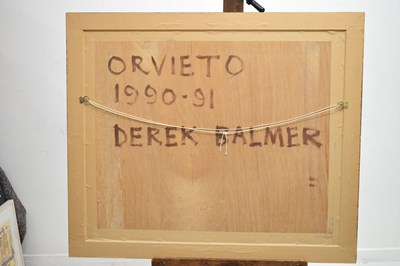 ORVIETO
1990-91
DEREK BALMER
=